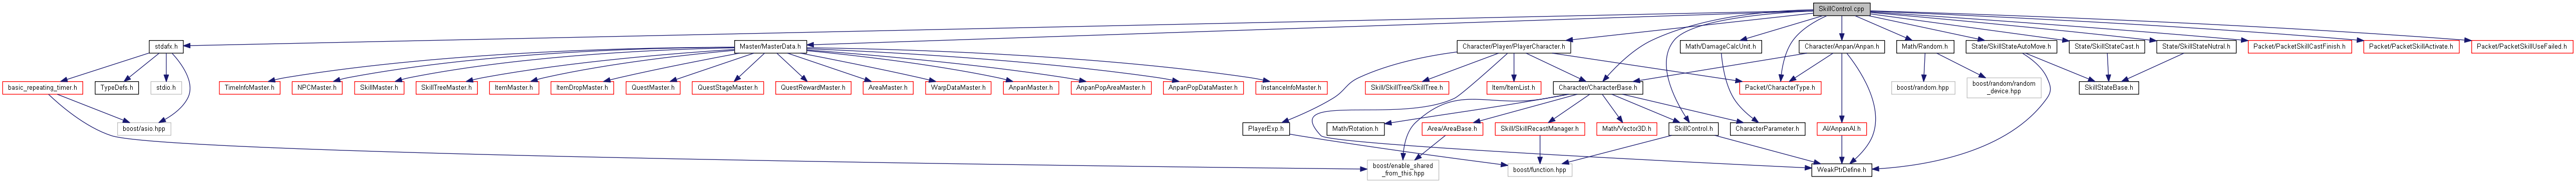 SkillControl.cpp
stdafx.h
Master/MasterData.h
Character/Player/PlayerCharacter.h
Math/DamageCalcUnit.h
Character/Anpan/Anpan.h
Math/Random.h
State/SkillStateAutoMove.h
State/SkillStateCast.h
State/SkillStateNutral.h
Packet/PacketSkillCastFinish.h
Packet/PacketSkillActivate.h
Packet/PacketSkillUseFailed.h
basic_repeating_timer.h
TypeDefs.h
stdio.h
TimeInfoMaster.h
NPCMaster.h
SkillMaster.h
SkillTreeMaster.h
ItemMaster.h
ItemDropMaster.h
QuestMaster.h
QuestStageMaster.h
QuestRewardMaster.h
AreaMaster.h
WarpDataMaster.h
AnpanMaster.h
AnpanPopAreaMaster.h
AnpanPopDataMaster.h
InstanceInfoMaster.h
Skill/SkillTree/SkillTree.h
Item/ItemList.h
Character/CharacterBase.h
Packet/CharacterType.h
boost/random.hpp
boost/random/random
_device.hpp
SkillStateBase.h
boost/asio.hpp
PlayerExp.h
Math/Rotation.h
Area/AreaBase.h
Skill/SkillRecastManager.h
Math/Vector3D.h
SkillControl.h
CharacterParameter.h
AI/AnpanAI.h
boost/enable_shared
_from_this.hpp
boost/function.hpp
WeakPtrDefine.h